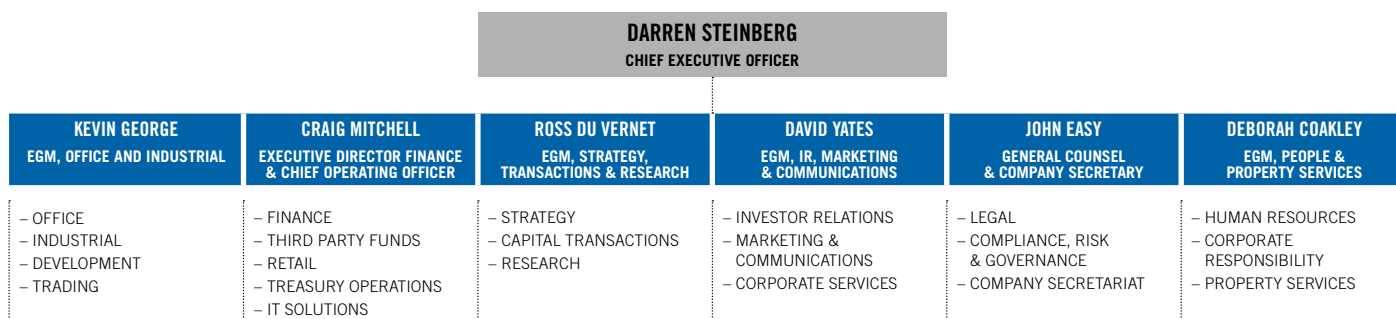 DARREN STEINBERG
CHIEF EXECUTIVE OFFICER
KEVIN GEORGE
EGM, OFFICE AND INDUSTRIAL
– OFFICE
– INDUSTRIAL
– DEVELOPMENT
– TRADING
CRAIG MITCHELL
EXECUTIVE DIRECTOR FINANCE
& CHIEF OPERATING OFFICER
– FINANCE
– THIRD PARTY FUNDS
– RETAIL
– TREASURY OPERATIONS
– IT SOLUTIONS
ROSS DU VERNET
EGM, STRATEGY,
TRANSACTIONS & RESEARCH
– STRATEGY
– CAPITAL TRANSACTIONS
– RESEARCH
DAVID YATES
EGM, IR, MARKETING
& COMMUNICATIONS
– INVESTOR RELATIONS
– MARKETING &
COMMUNICATIONS
– CORPORATE SERVICES
JOHN EASY
GENERAL COUNSEL
& COMPANY SECRETARY
– LEGAL
– COMPLIANCE, RISK
& GOVERNANCE
– COMPANY SECRETARIAT
DEBORAH COAKLEY
EGM, PEOPLE &
PROPERTY SERVICES
– HUMAN RESOURCES
– CORPORATE
RESPONSIBILITY
– PROPERTY SERVICES